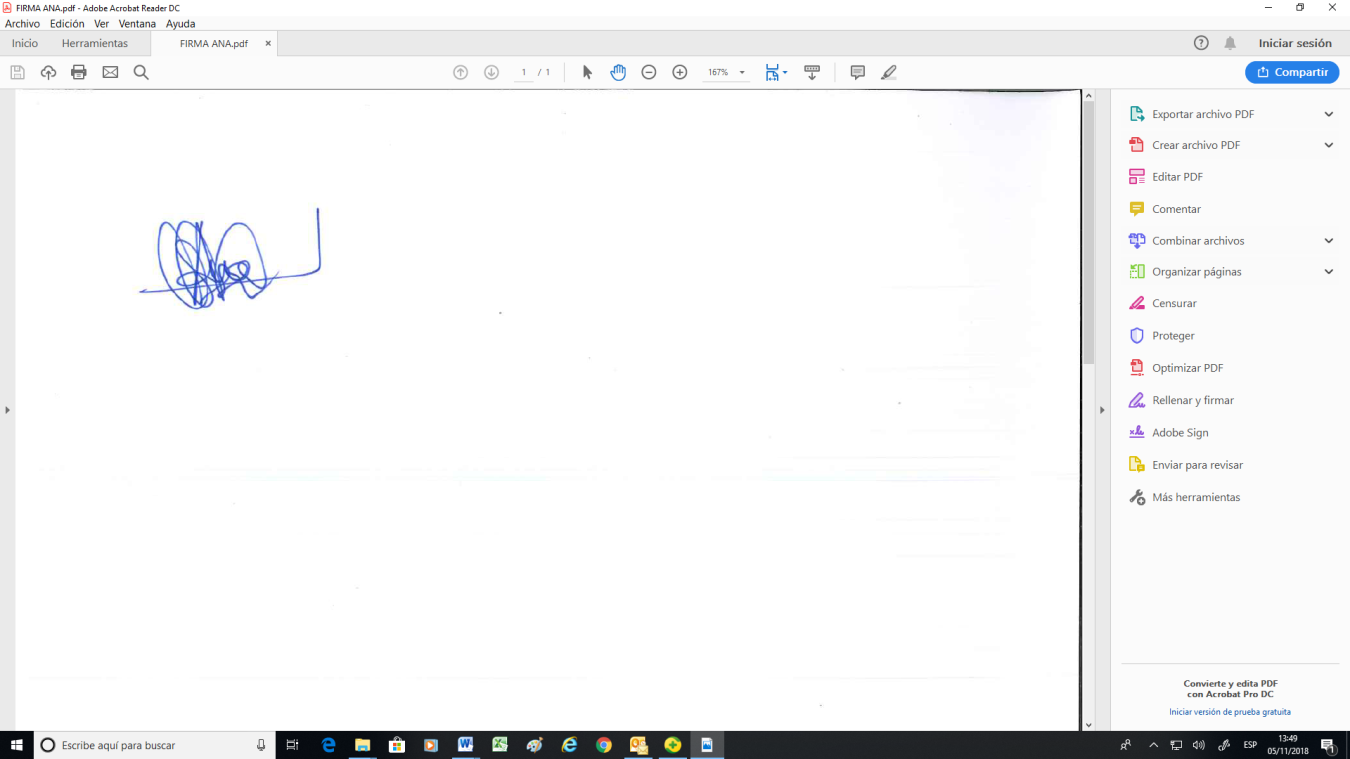 FIRMA ANA.pdf - Adobe Acrobat Reader DC
Archivo Edición Ver Ventana Ayuda
Inicio Herramientas FIRMA ANA.pdf × Iniciar sesión
1 / 1 167% Compartir
Exportar archivo PDF
Crear archivo PDF
Editar PDF
Comentar
Combinar archivos
Organizar páginas
Censurar
Proteger
Optimizar PDF
Rellenar y firmar
Adobe Sign
Enviar para revisar
Más herramientas
Convierte y edita PDF
con Acrobat Pro DC
Iniciar versión de prueba gratuita
Escribe aquí para buscar
ESP
13:49
05/11/2018
1